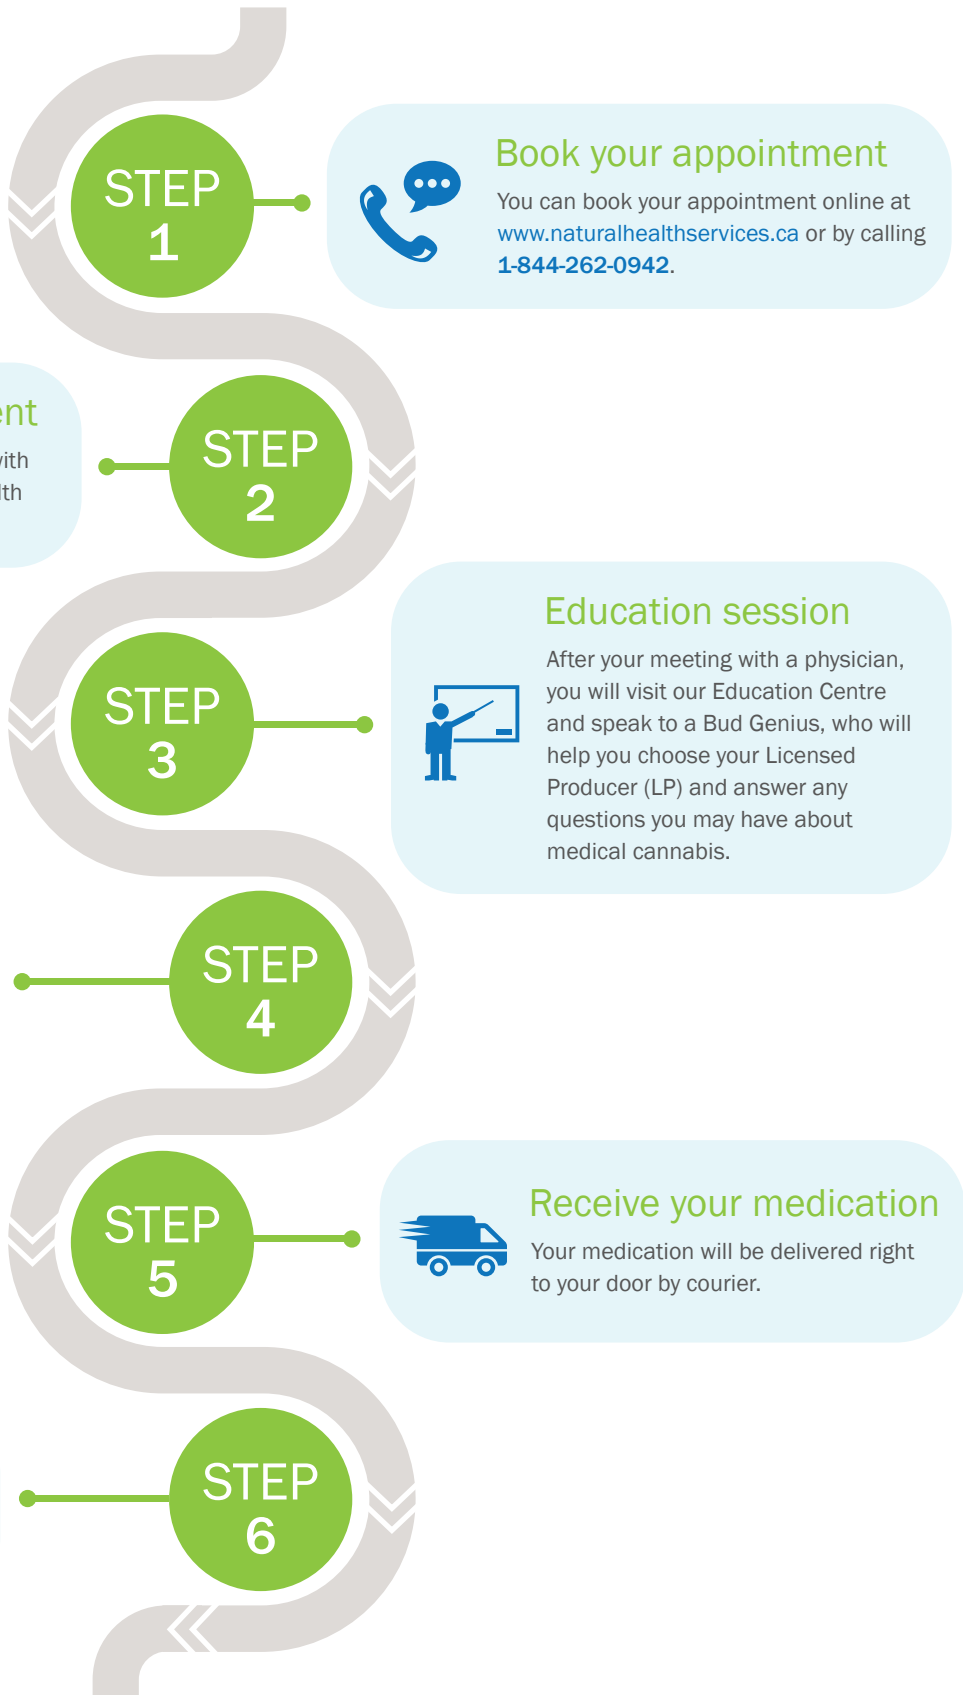 STEP
1
Book your appointment
You can book your appointment online at
www.naturalhealthservices.ca or by calling
1-844-262-0942.
STEP
2
STEP
3
Education session
After your meeting with a physician,
you will visit our Education Centre
and speak to a Bud Genius, who will
help you choose your Licensed
Producer (LP) and answer any
questions you may have about
medical cannabis.
STEP
4
STEP
5
Receive your medication
Your medication will be delivered right
to your door by courier.
STEP
6